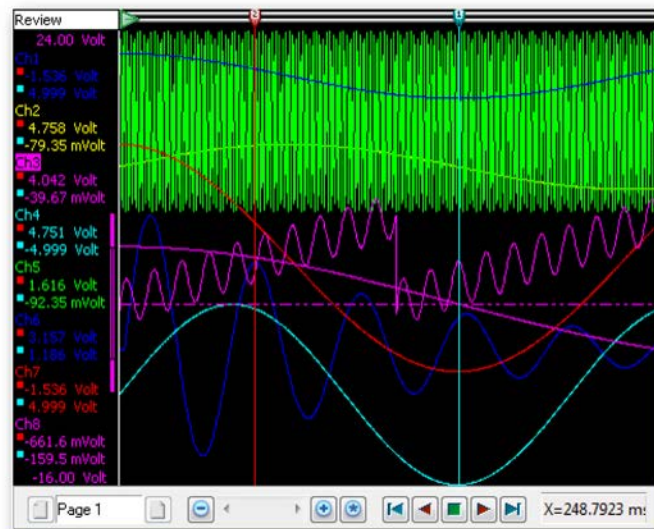 Review
2
1
24.00 Volt
Ch1
-1.536 Volt
4.999 Volt
Ch2
4.758 Volt
-79.35 mVolt
Ch3
4.042 Volt
-39.67 mVolt
Ch4
4.751 Volt
-4.999 Volt
Ch5
1.616 Volt
-92.35 mVolt
Ch6
3.157 Volt
1.186 Volt
Ch7
-1.536 Volt
4.999 Volt
Ch8
-661.6 mVolt
-159.5 mVolt
-16.00 Volt
Page 1
X=248.7923 ms